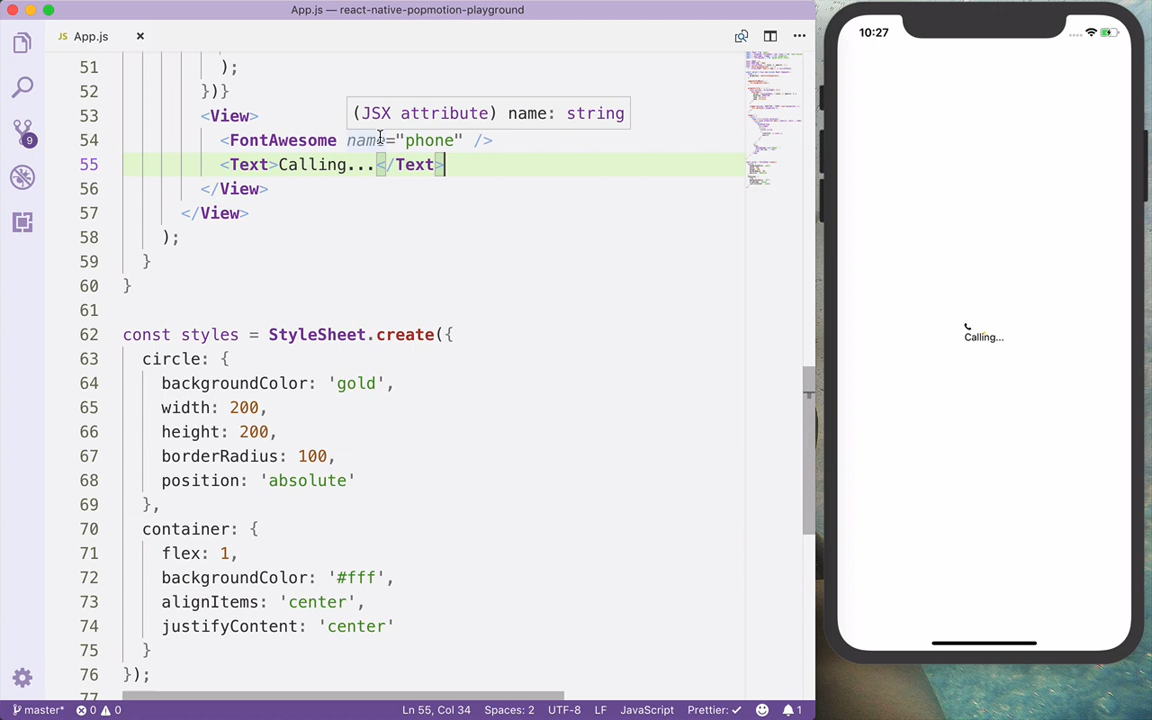 App.js — react-native-popmotion-playground
JS App.js ×
51 );
52 })}
53 <View>
(JSX attribute) name: string
54 <FontAwesome name="phone" />
55 <Text>Calling...</Text>
56 </View>
57 </View>
58 );
59 }
60 }
61
62 const styles = StyleSheet.create({
63 circle: {
64 backgroundColor: 'gold',
65 width: 200,
66 height: 200,
67 borderRadius: 100,
68 position: 'absolute'
69 },
70 container: {
71 flex: 1,
72 backgroundColor: '#fff',
73 alignItems: 'center',
74 justifyContent: 'center'
75 }
76 });
77
9
master* 0 0 Ln 55, Col 34 Spaces: 2 UTF-8 LF JavaScript Prettier: ✓ 1
10:27
Calling...